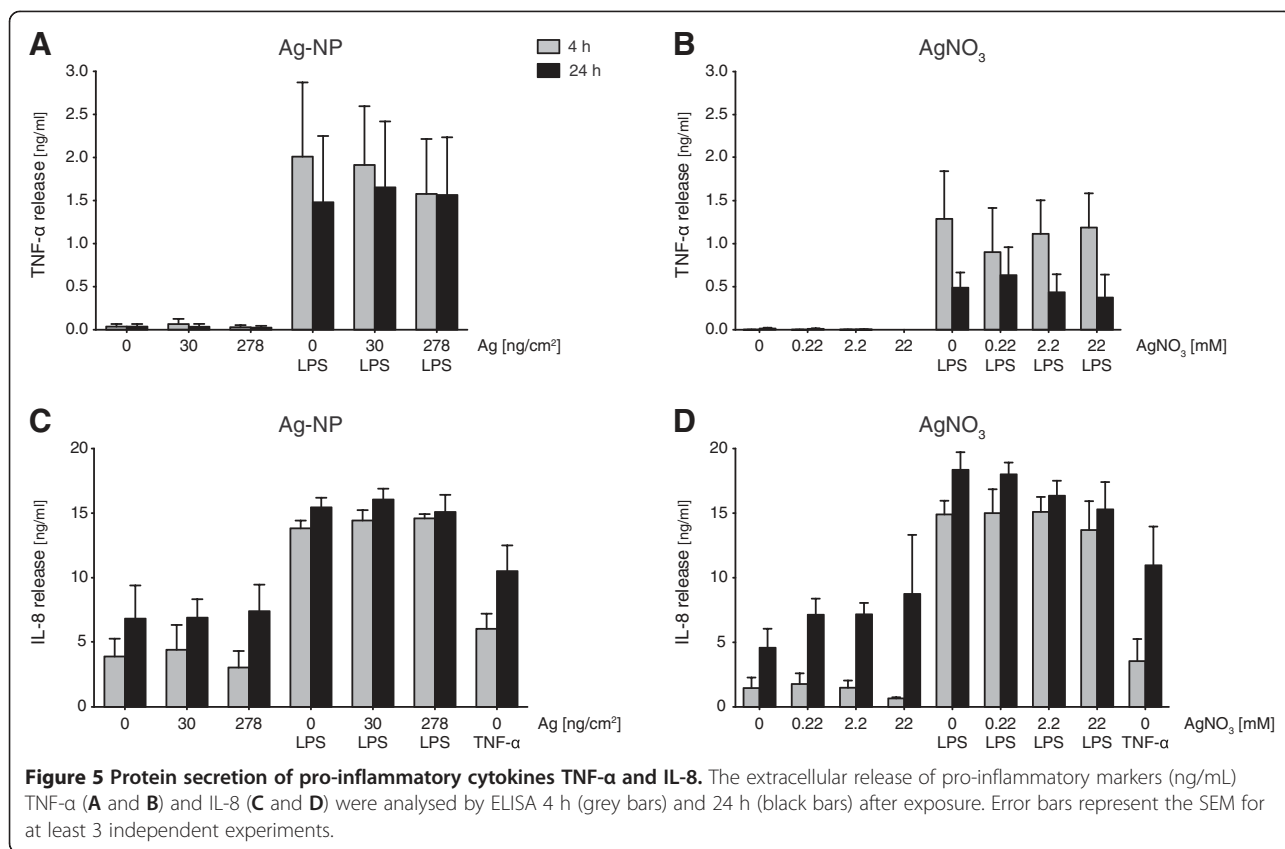 A
Ag-NP
4 h
24 h
TNF-α release [ng/ml]
3.0
2.5
2.0
1.5
1.0
0.5
0.0
0 30 278 0 30 278 Ag [ng/cm²]
LPS LPS LPS
B
AgNO₃
TNF-α release [ng/ml]
3.0
2.5
2.0
1.5
1.0
0.5
0.0
0 0.22 2.2 22 0 0.22 2.2 22 AgNO₃ [mM]
LPS LPS LPS LPS
C
Ag-NP
IL-8 release [ng/ml]
20
15
10
5
0
0 30 278 0 30 278 0 Ag [ng/cm²]
LPS LPS LPS TNF-α
D
AgNO₃
IL-8 release [ng/ml]
20
15
10
5
0
0 0.22 2.2 22 0 0.22 2.2 22 0 AgNO₃ [mM]
LPS LPS LPS LPS TNF-α
Figure 5 Protein secretion of pro-inflammatory cytokines TNF-α and IL-8. The extracellular release of pro-inflammatory markers (ng/mL)
TNF-α (A and B) and IL-8 (C and D) were analysed by ELISA 4 h (grey bars) and 24 h (black bars) after exposure. Error bars represent the SEM for
at least 3 independent experiments.